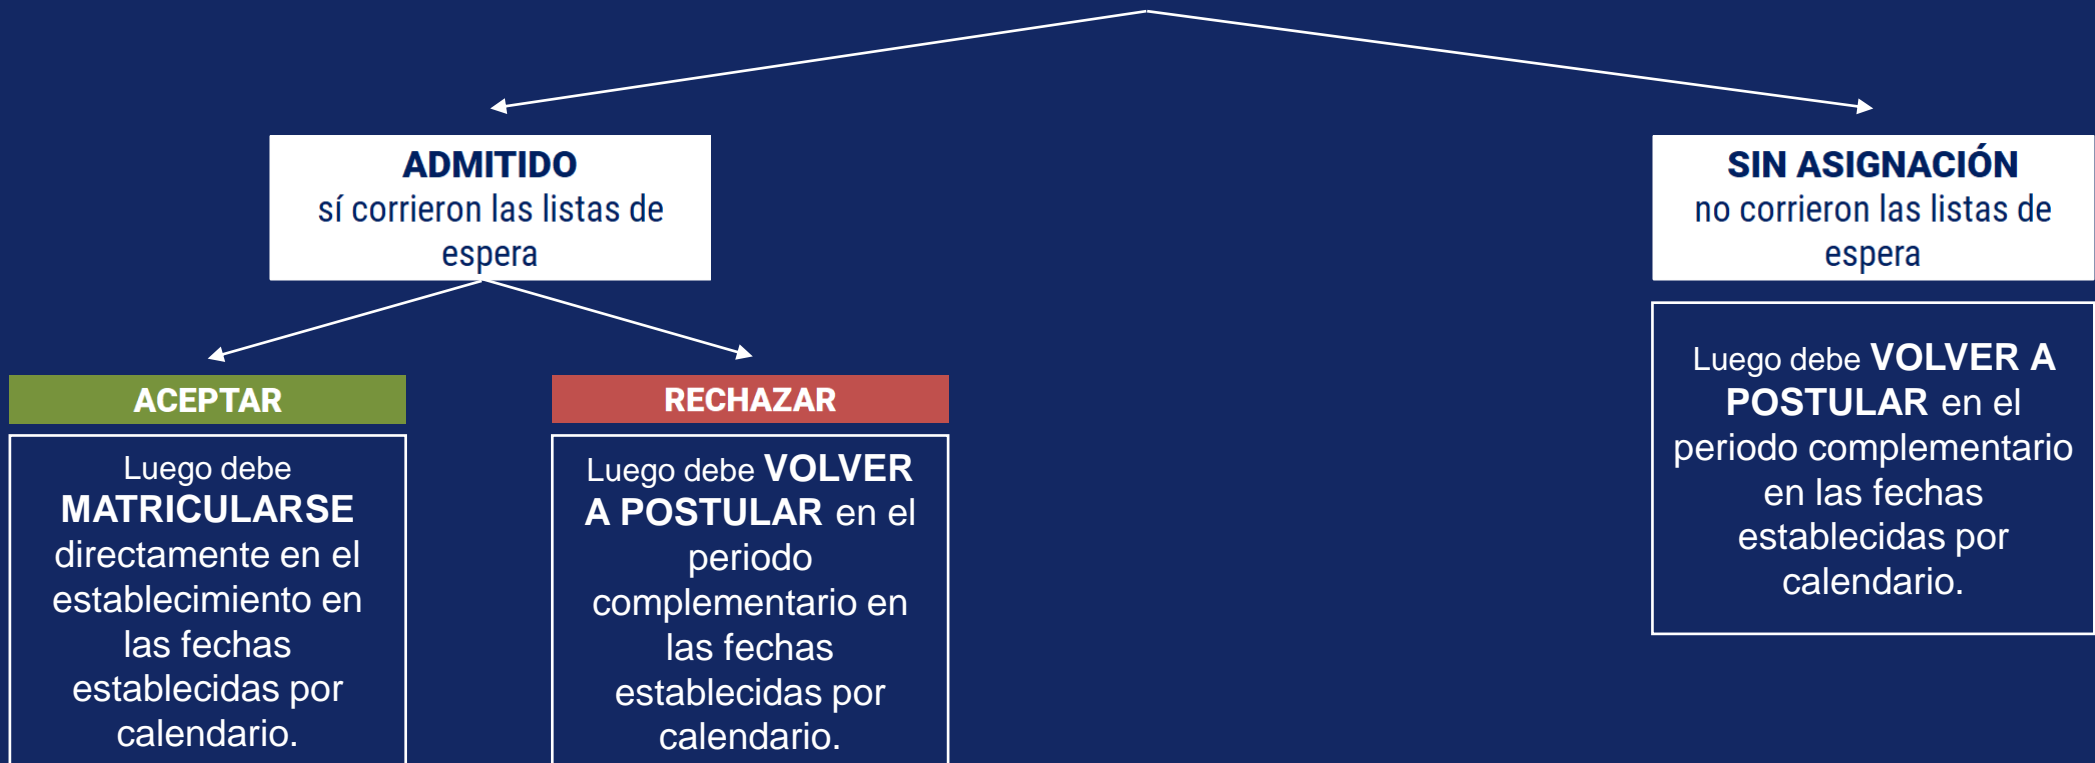 ADMITIDO
sí corrieron las listas de
espera
SIN ASIGNACIÓN
no corrieron las listas de
espera
ACEPTAR
Luego debe
MATRICULARSE
directamente en el
establecimiento en
las fechas
establecidas por
calendario.
RECHAZAR
Luego debe VOLVER
A POSTULAR en el
periodo
complementario en
las fechas
establecidas por
calendario.
Luego debe VOLVER A
POSTULAR en el
periodo complementario
en las fechas
establecidas por
calendario.